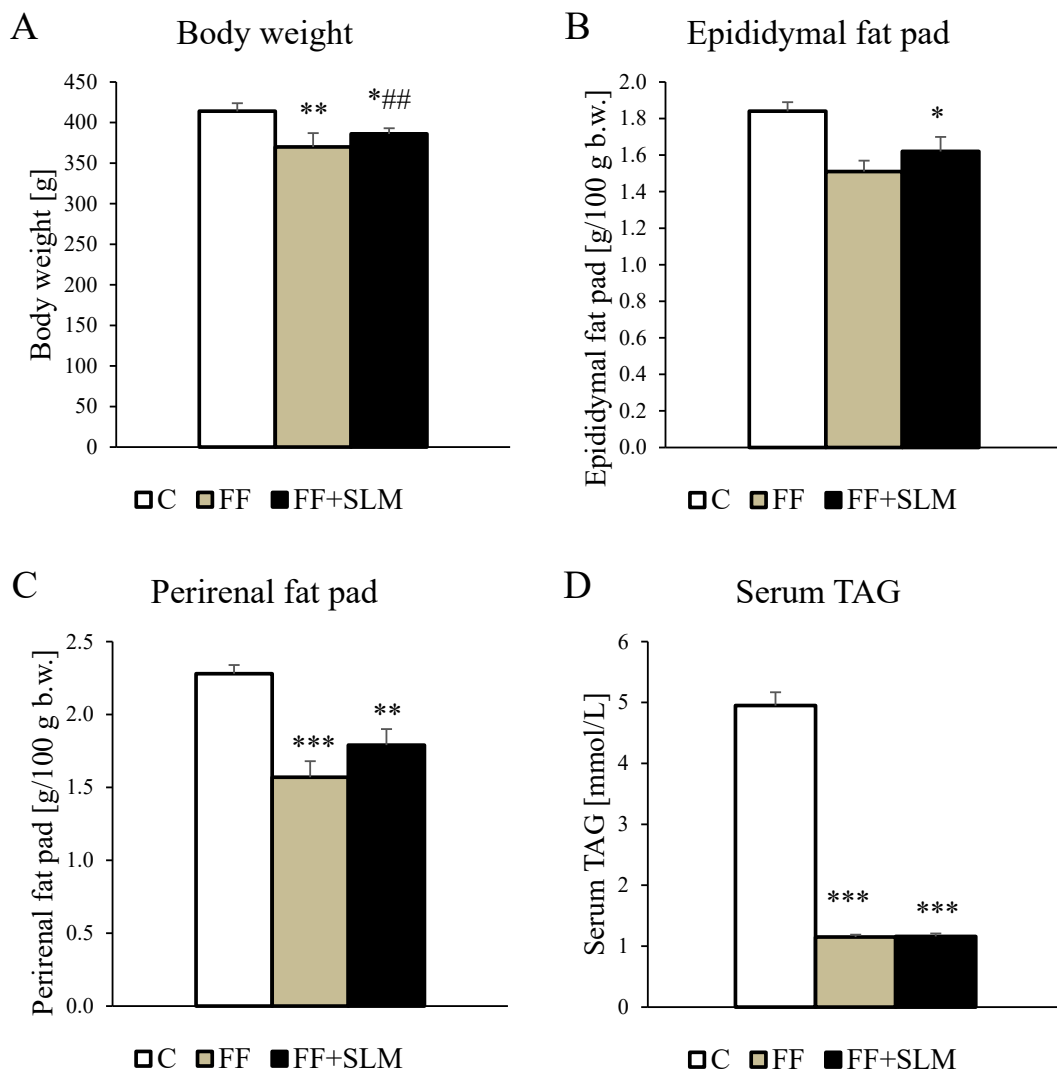 A
Body weight
Body weight [g]
450
400
350
300
250
200
150
100
50
0
**
*##
C FF FF+SLM
B
Epididymal fat pad
Epididymal fat pad [g/100 g b.w.]
2.0
1.8
1.6
1.4
1.2
1.0
0.8
0.6
0.4
0.2
0.0
*
C FF FF+SLM
C
Perirenal fat pad
Perirenal fat pad [g/100 g b.w.]
2.5
2.0
1.5
1.0
0.5
0.0
***
**
C FF FF+SLM
D
Serum TAG
Serum TAG [mmol/L]
6
5
4
3
2
1
0
***
***
C FF FF+SLM